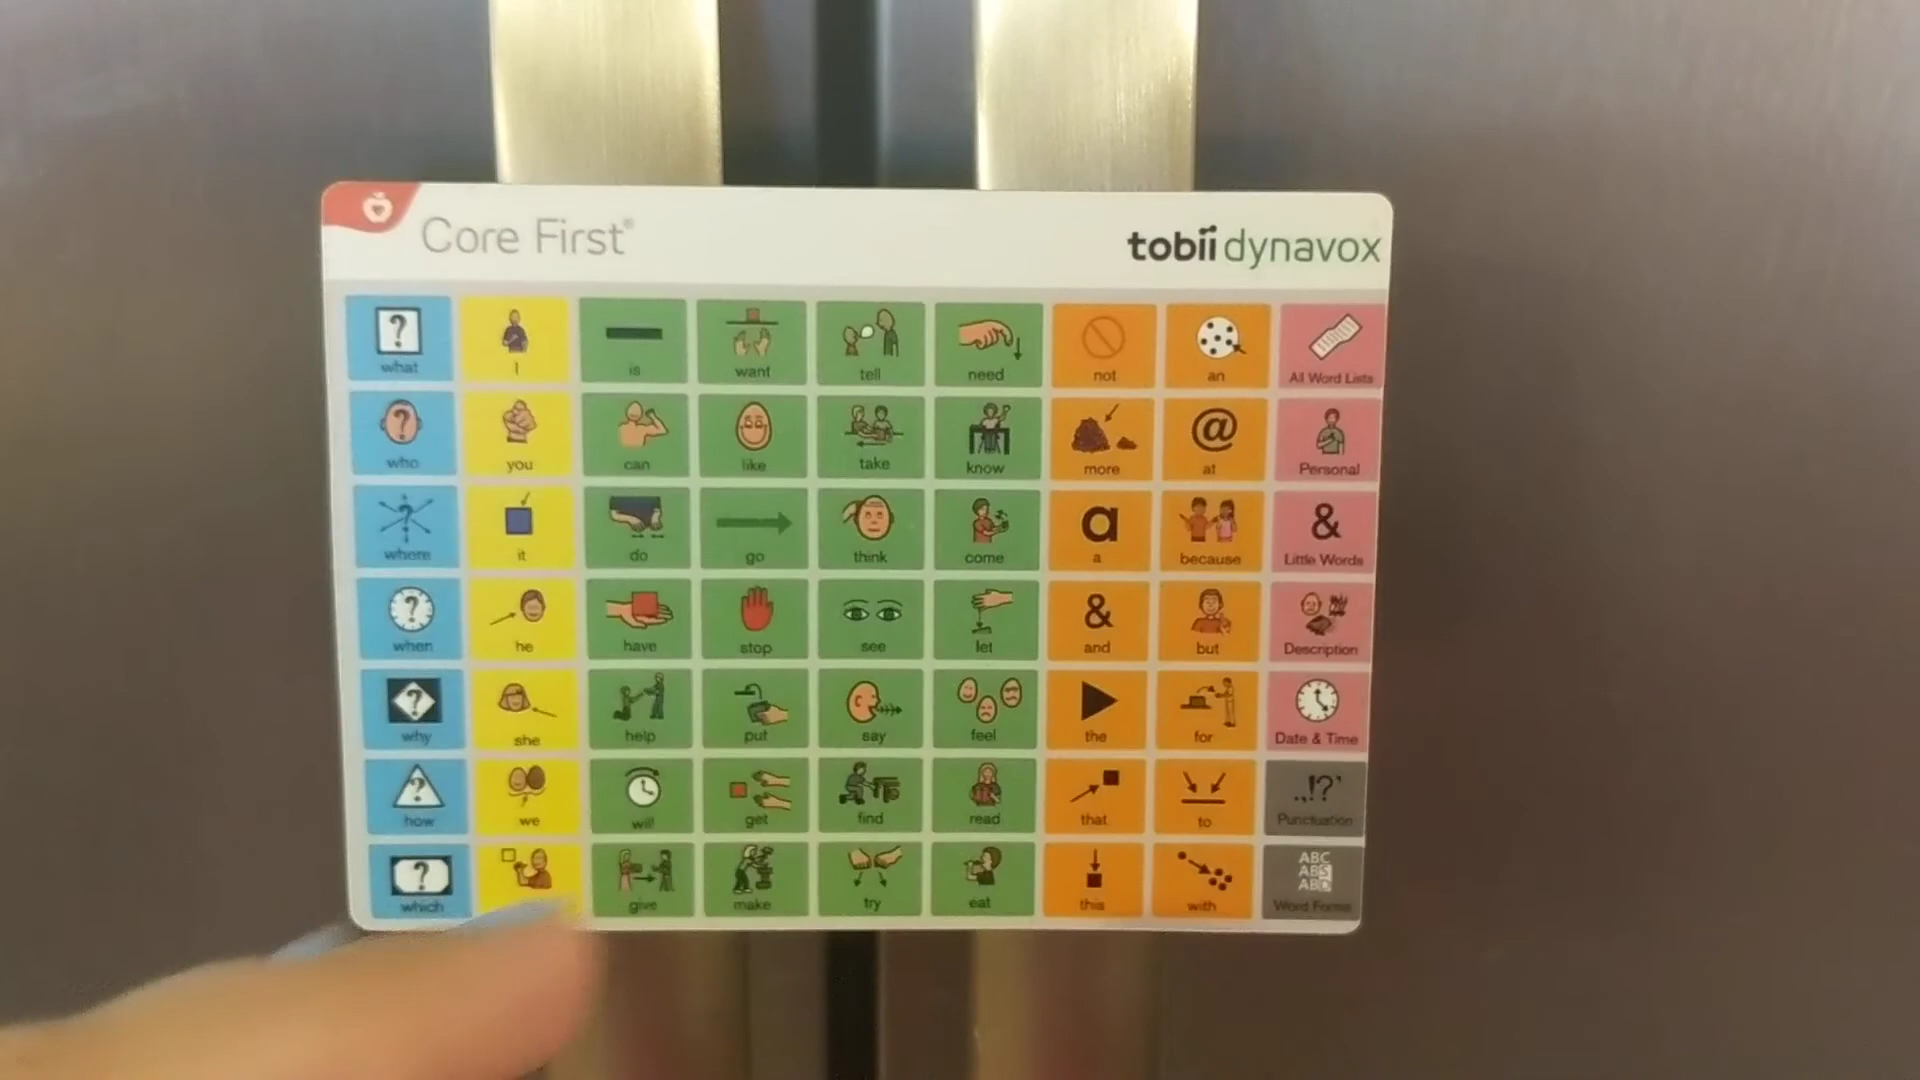 Core First®
tobii dynavox
what I is want tell need not an All Word Lists
who you can like take know more at Personal
where it do go think come a because Little Words
when he have stop see let and but Description
why she help put say feel the for Date & Time
how we will get find read that to Punctuation
which give make try eat this with Word Forms